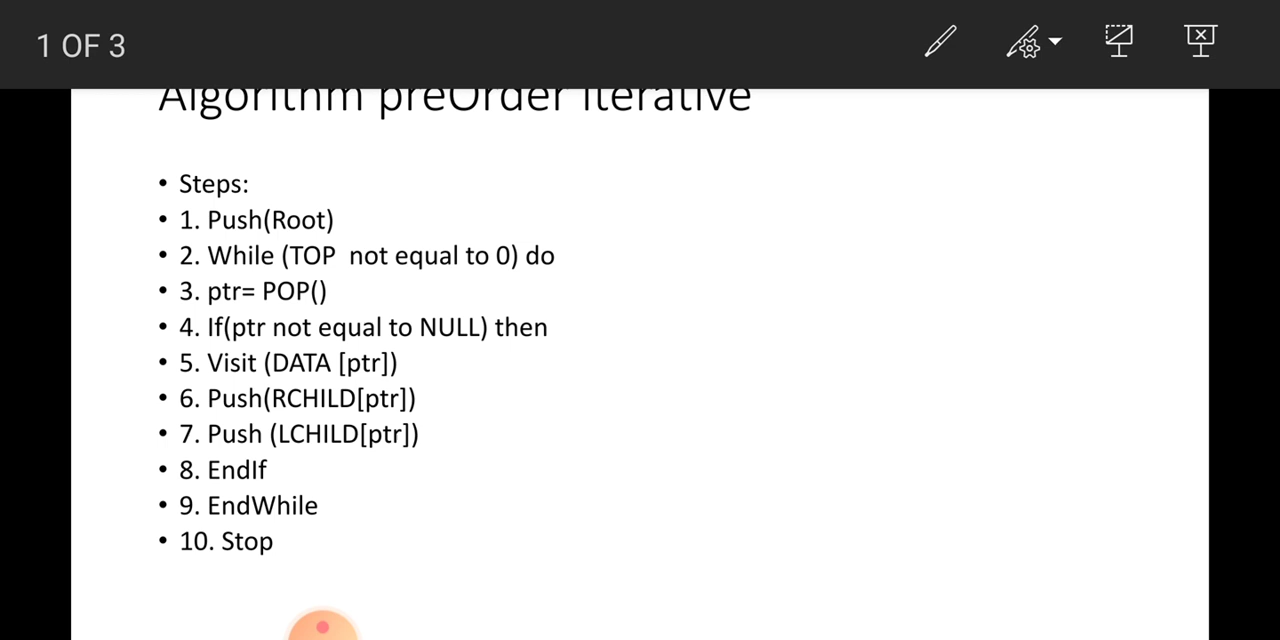 1 OF 3
Algorithm preOrder iterative
• Steps:
• 1. Push(Root)
• 2. While (TOP  not equal to 0) do
• 3. ptr= POP()
• 4. If(ptr not equal to NULL) then
• 5. Visit (DATA [ptr])
• 6. Push(RCHILD[ptr])
• 7. Push (LCHILD[ptr])
• 8. EndIf
• 9. EndWhile
• 10. Stop